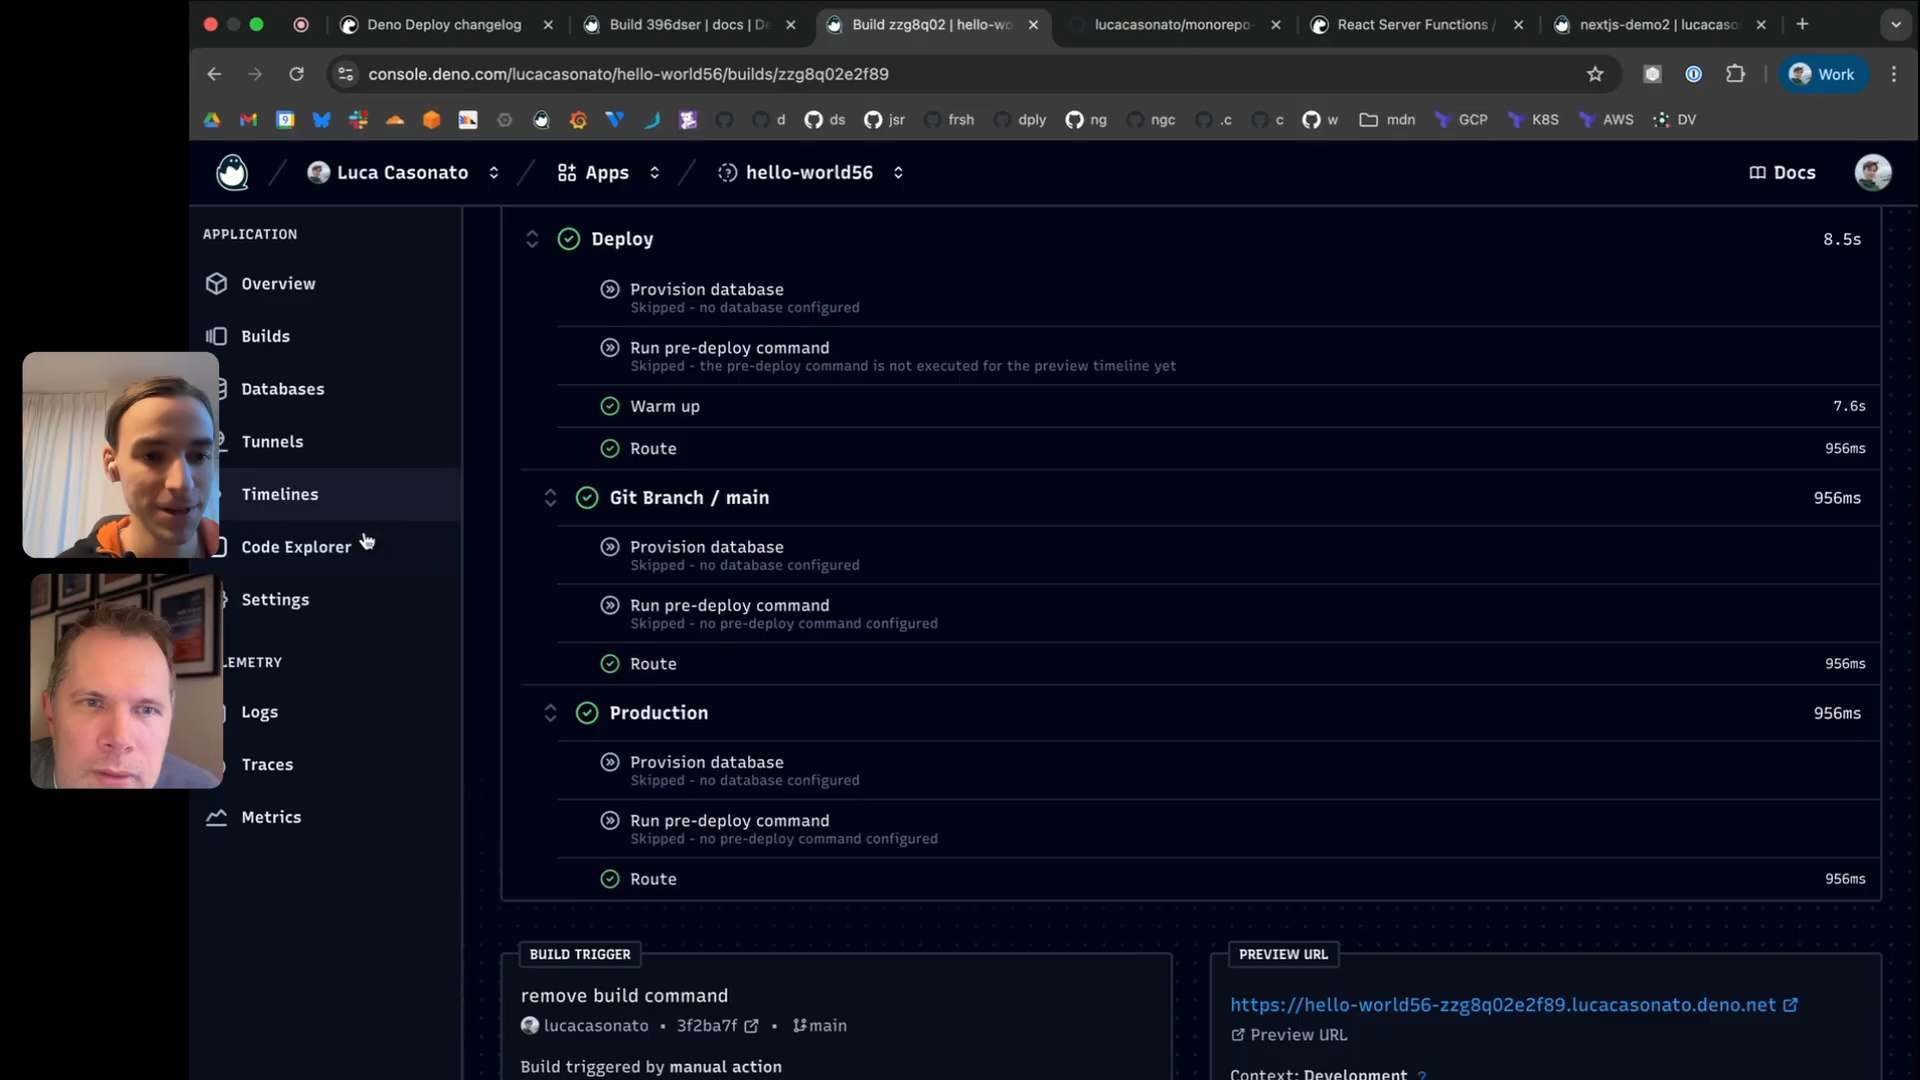 Deno Deploy changelog
Build 396dser | docs | De
Build zzg8q02 | hello-wo
lucacasonato/monorepo-
React Server Functions /
nextjs-demo2 | lucacaso
console.deno.com/lucacasonato/hello-world56/builds/zzg8q02e2f89
Work
9
d
ds
jsr
frsh
dply
ng
ngc
.c
c
w
mdn
GCP
K8S
AWS
DV
Luca Casonato
Apps
hello-world56
Docs
APPLICATION
Overview
Builds
Databases
Tunnels
Timelines
Code Explorer
Settings
LEMETRY
Logs
Traces
Metrics
Deploy 8.5s
Provision database
Skipped - no database configured
Run pre-deploy command
Skipped - the pre-deploy command is not executed for the preview timeline yet
Warm up 7.6s
Route 956ms
Git Branch / main 956ms
Provision database
Skipped - no database configured
Run pre-deploy command
Skipped - no pre-deploy command configured
Route 956ms
Production 956ms
Provision database
Skipped - no database configured
Run pre-deploy command
Skipped - no pre-deploy command configured
Route 956ms
BUILD TRIGGER
remove build command
lucacasonato • 3f2ba7f • main
Build triggered by manual action
PREVIEW URL
https://hello-world56-zzg8q02e2f89.lucacasonato.deno.net
Preview URL
Context: Development ?